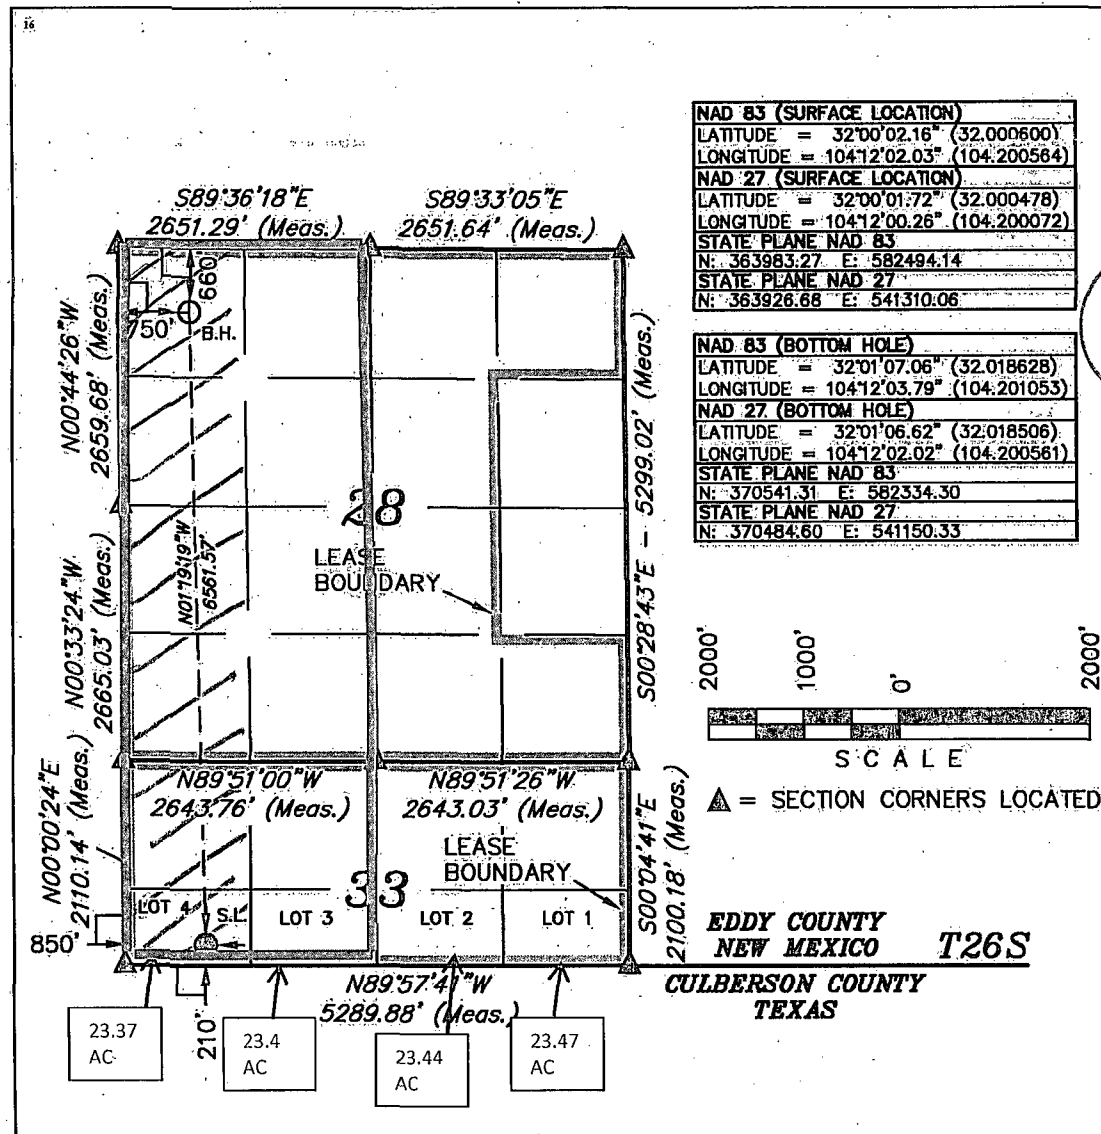 16
S89°36'18"E
2651.29' (Meas.)
S89°33'05"E
2651.64' (Meas.)
NAD 83 (SURFACE LOCATION)
LATITUDE = 32°00'02.16" (32.000600)
LONGITUDE = 104°12'02.03" (104.200564)
NAD 27 (SURFACE LOCATION)
LATITUDE = 32°00'01.72" (32.000478)
LONGITUDE = 104°12'00.26" (104.200072)
STATE PLANE NAD 83
N: 363983.27 E: 582494.14
STATE PLANE NAD 27
N: 363926.68 E: 541310.06
NAD 83 (BOTTOM HOLE)
LATITUDE = 32°01'07.06" (32.018628)
LONGITUDE = 104°12'03.79" (104.201053)
NAD 27 (BOTTOM HOLE)
LATITUDE = 32°01'06.62" (32.018506)
LONGITUDE = 104°12'02.02" (104.200561)
STATE PLANE NAD 83
N: 370541.31 E: 582334.30
STATE PLANE NAD 27
N: 370484.60 E: 541150.33
660'
750'
B.H.
N00°44'26"W
2659.68' (Meas.)
28
N01°19'19"W
6561.57'
LEASE
BOUNDARY
S00°28'43"E – 5299.02' (Meas.)
N00°33'24"W
2665.03' (Meas.)
2000'
1000'
0'
2000'
SCALE
= SECTION CORNERS LOCATED
N89°51'00"W
2643.76' (Meas.)
N89°51'26"W
2643.03' (Meas.)
N00°00'24"E
2110.14' (Meas.)
LEASE
BOUNDARY
S00°04'41"E
2100.18' (Meas.)
33
LOT 4
S.L.
LOT 3
LOT 2
LOT 1
850'
EDDY COUNTY
NEW MEXICO
T26S
CULBERSON COUNTY
TEXAS
N89°57'41"W
5289.88' (Meas.)
210'
23.37
AC
23.4
AC
23.44
AC
23.47
AC